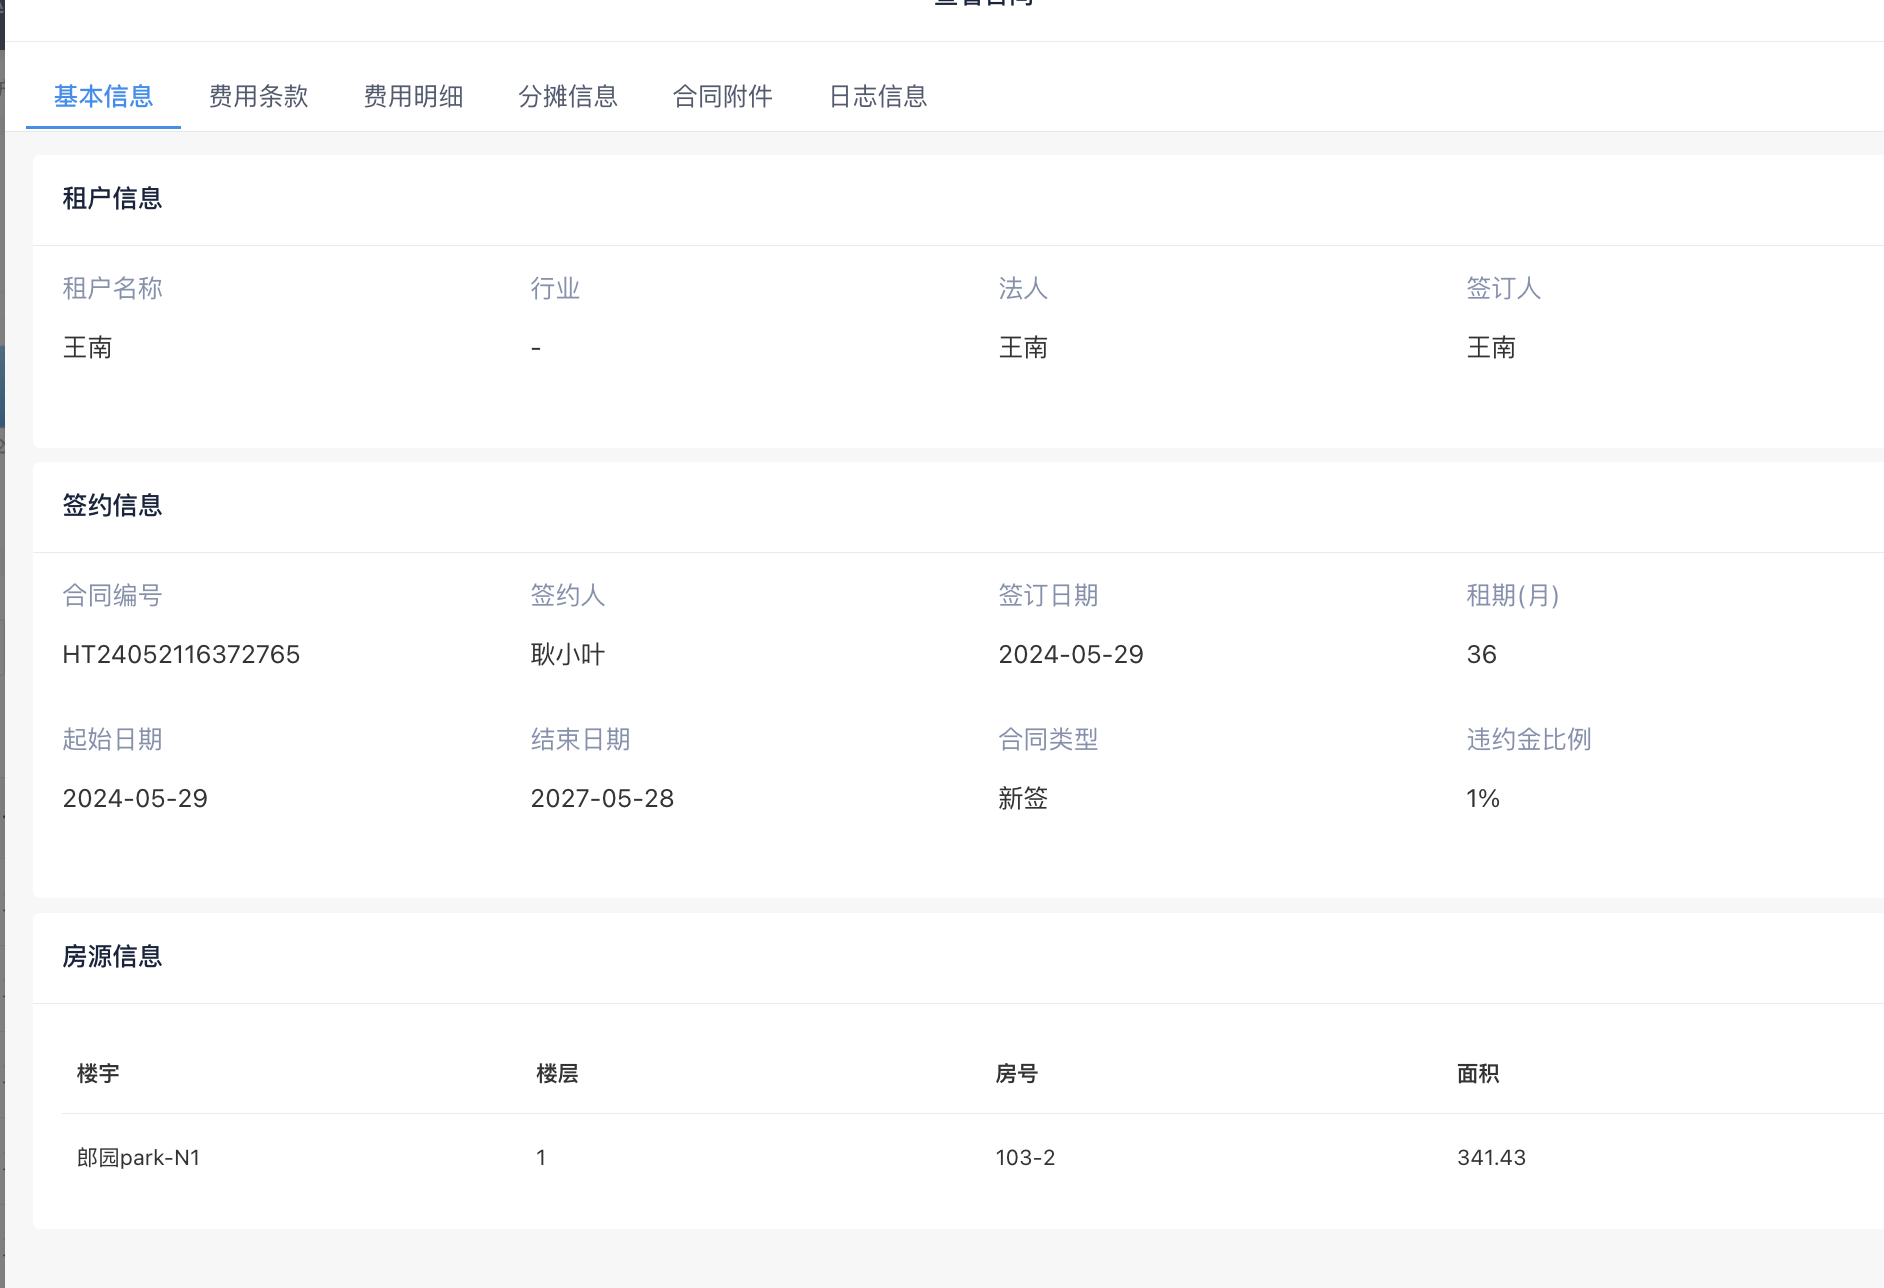 基本信息 费用条款 费用明细 分摊信息 合同附件 日志信息
租户信息
租户名称 行业 法人 签订人
王南 - 王南 王南
签约信息
合同编号 签约人 签订日期 租期(月)
HT24052116372765 耿小叶 2024-05-29 36
起始日期 结束日期 合同类型 违约金比例
2024-05-29 2027-05-28 新签 1%
房源信息
楼宇 楼层 房号 面积
郎园park-N1 1 103-2 341.43